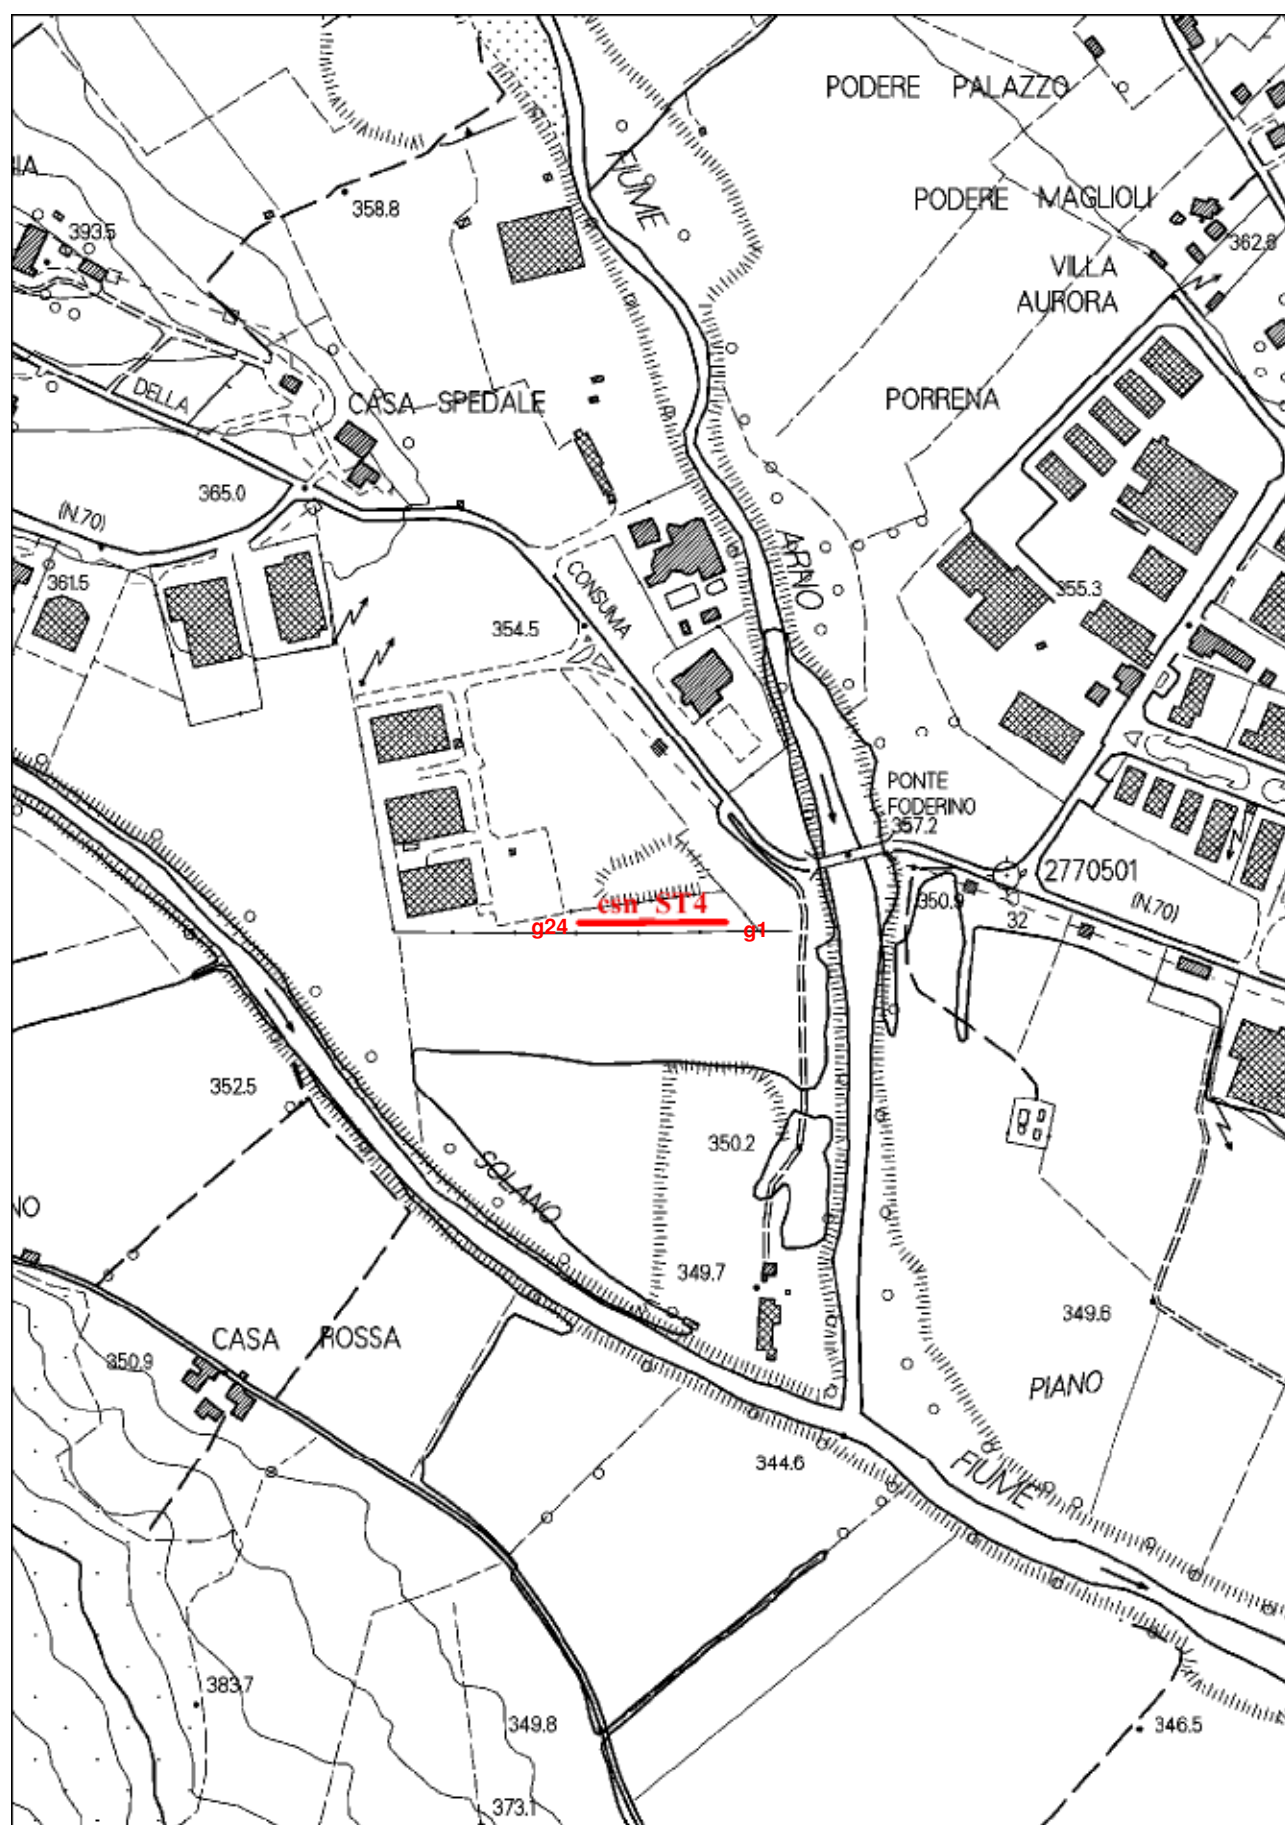 PODERE PALAZZO
FIUME
PODERE MAGLIOLI
358.8
393.5
362.8
VILLA
AURORA
DELLA
CASA SPEDALE
PORRENA
365.0
(N.70)
ARNO
CONSUMA
361.5
355.3
354.5
PONTE
FODERINO
357.2
2770501
350.9
(N.70)
32
csn_ST4
g24
g1
352.5
350.2
SOLANO
NO
349.7
349.6
CASA ROSSA
350.9
PIANO
344.6
FIUME
383.7
349.8
346.5
373.1